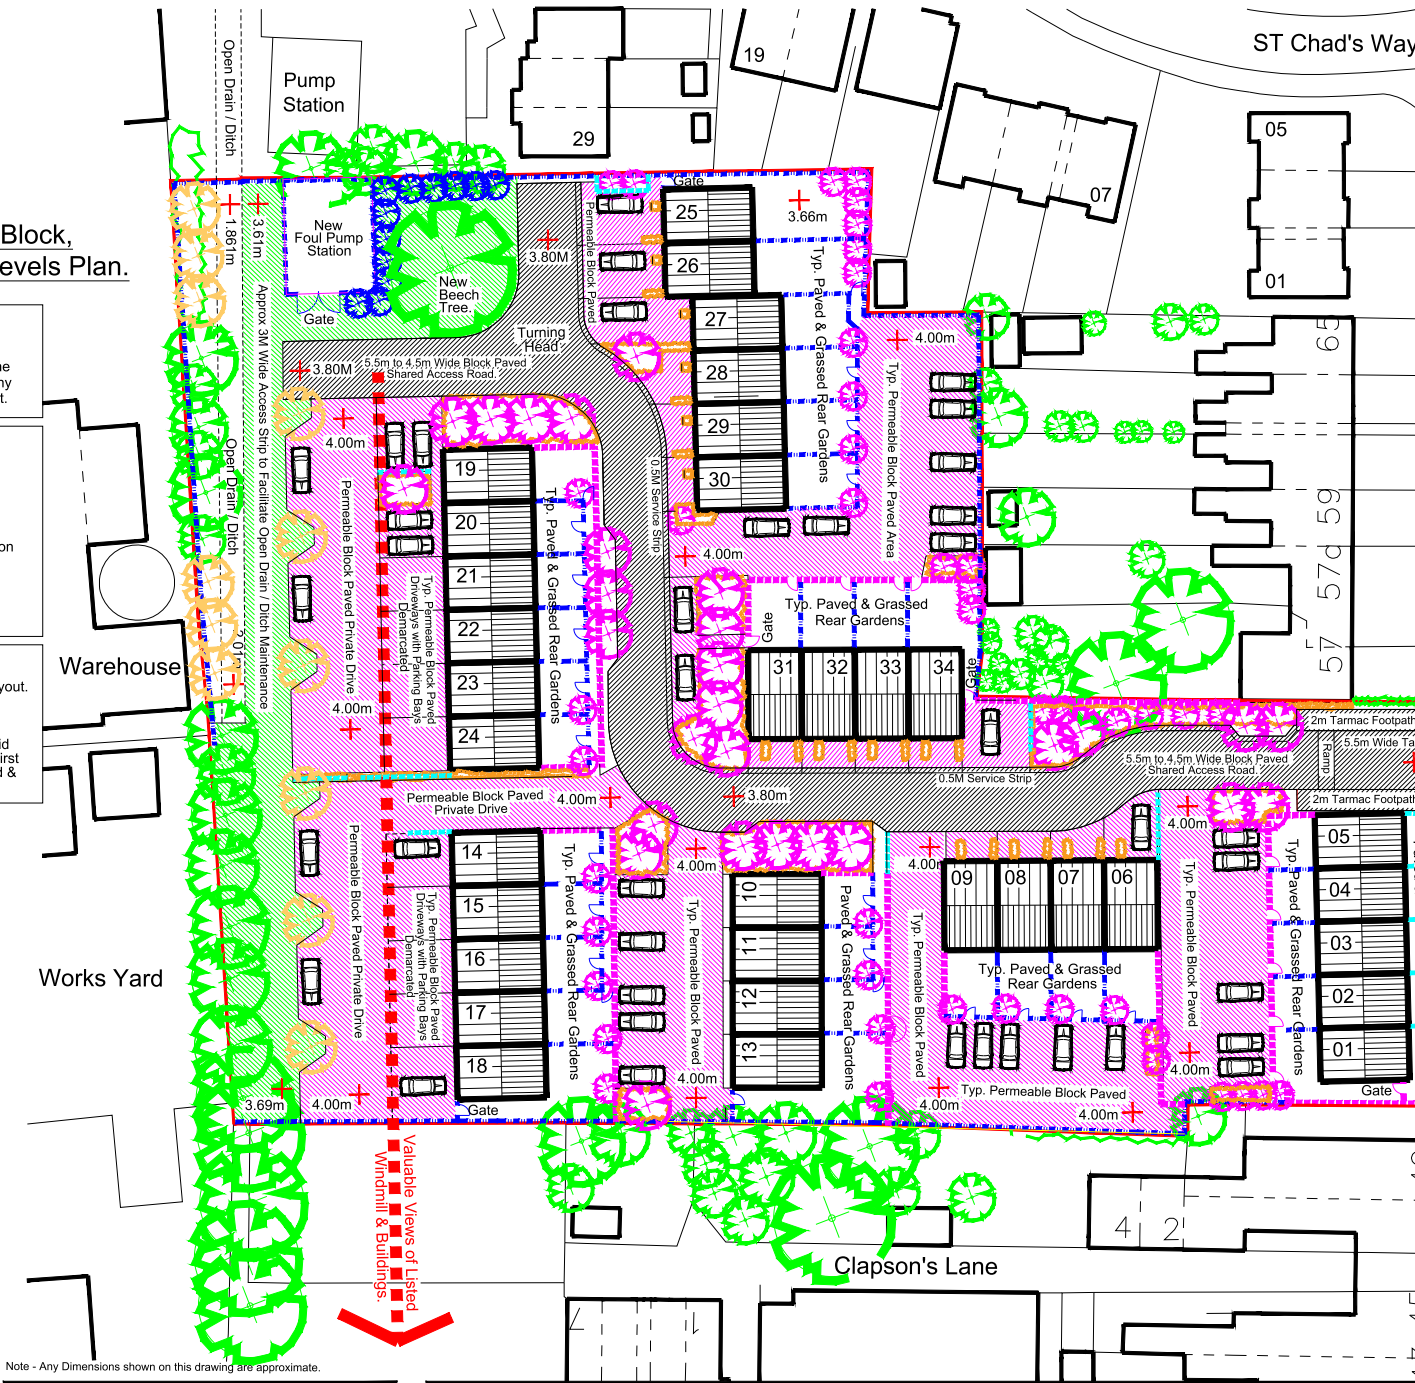 ST Chad's Way
Open Drain / Ditch
Pump
Station
29
19
07
05
01
Block,
evels Plan.
1.861m
3.61m
New
Foul Pump
Station
Gate
New
Beech
Tree.
3.80M
Turning
Head
Permeable Block Paved
Gate
25
26
27
28
29
30
3.66m
Typ. Paved & Grassed Rear Gardens
4.00m
Typ. Permeable Block Paved Area
65
59
57a
57
3.80M
5.5m to 4.5m Wide Block Paved
Shared Access Road.
Approx 3M Wide Access Strip to Facilitate Open Drain / Ditch Maintenance
Open Drain / Ditch
4.00m
Permeable Block Paved Private Drive
4.00m
19
20
21
22
23
24
Typ. Permeable Block Paved
Driveways with Parking Bays
Demarcated
Typ. Paved & Grassed Rear Gardens
0.5M Service Strip
4.00m
Typ. Paved & Grassed
Rear Gardens
Gate
31
32
33
34
Gate
ne
ny
t.
on
yout.
id
irst
d &
Warehouse
Works Yard
0.5M Service Strip
5.5m to 4.5m Wide Block Paved
Shared Access Road.
2m Tarmac Footpath
Ramp
5.5m Wide Ta
2m Tarmac Footpath
Permeable Block Paved
Private Drive
4.00m
3.80m
4.00m
4.00m
4.00m
Permeable Block Paved Private Drive
14
15
16
17
18
Typ. Permeable Block Paved
Driveways with Parking Bays
Demarcated
Typ. Paved & Grassed Rear Gardens
Typ. Permeable Block Paved
4.00m
10
11
12
13
Paved & Grassed Rear Gardens
Typ. Permeable Block Paved
09
08
07
06
Typ. Paved & Grassed
Rear Gardens
Typ. Permeable Block Paved
Typ. Paved & Grassed Rear Gardens
05
04
03
02
01
4.00m
Typ. Permeable Block Paved
4.00m
4.00m
Gate
3.69m
4.00m
Gate
Valuable Views of Listed
Windmill & Buildings.
4
2
Clapson's Lane
7
1
Note - Any Dimensions shown on this drawing are approximate.